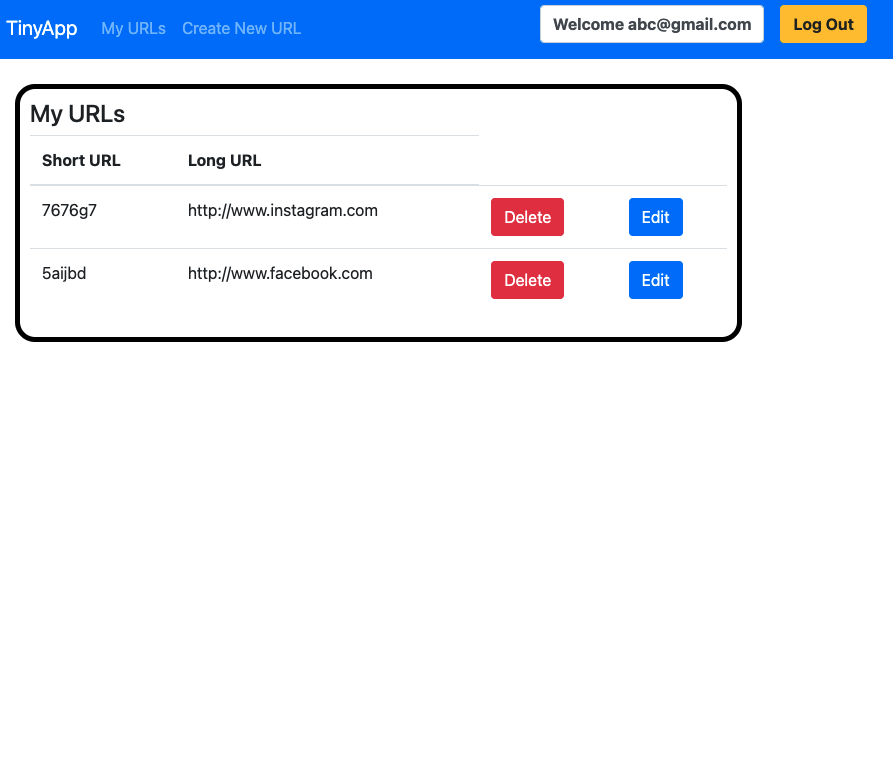 TinyApp My URLs Create New URL Welcome abc@gmail.com Log Out
My URLs
Short URL Long URL
7676g7 http://www.instagram.com Delete Edit
5aijbd http://www.facebook.com Delete Edit